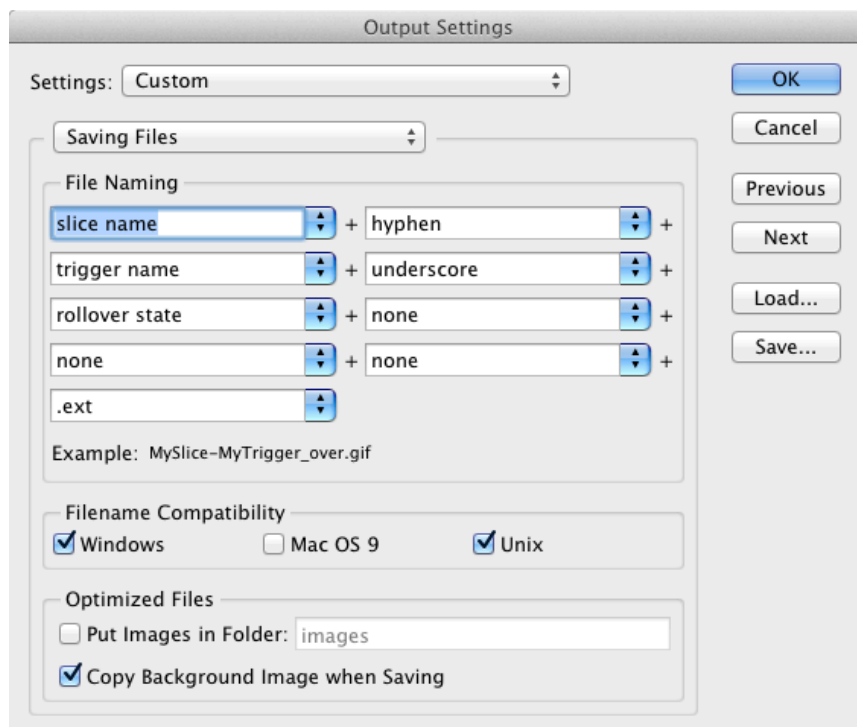 Output Settings
Settings: Custom
OK
Cancel
Previous
Next
Load...
Save...
Saving Files
File Naming
slice name + hyphen +
trigger name + underscore +
rollover state + none +
none + none +
.ext
Example: MySlice-MyTrigger_over.gif
Filename Compatibility
Windows Mac OS 9 Unix
Optimized Files
Put Images in Folder: images
Copy Background Image when Saving